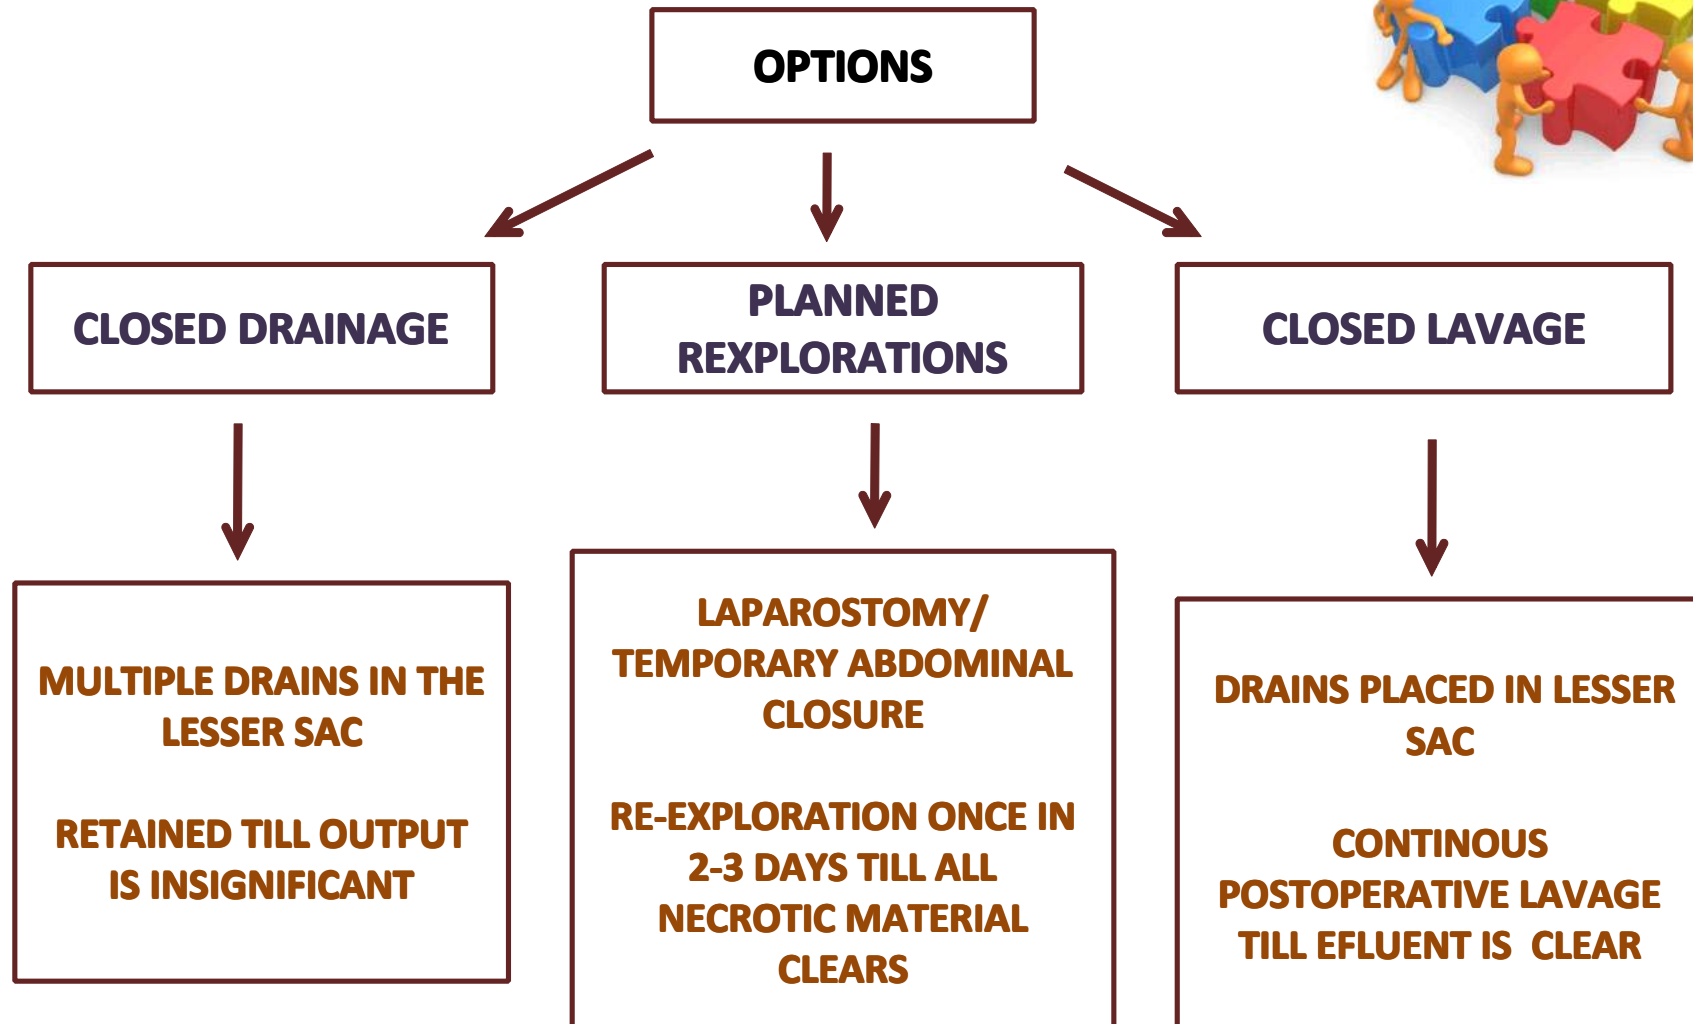 OPTIONS
CLOSED DRAINAGE
PLANNED
REXPLORATIONS
CLOSED LAVAGE
MULTIPLE DRAINS IN THE
LESSER SAC
RETAINED TILL OUTPUT
IS INSIGNIFICANT
LAPAROSTOMY/
TEMPORARY ABDOMINAL
CLOSURE
RE-EXPLORATION ONCE IN
2-3 DAYS TILL ALL
NECROTIC MATERIAL
CLEARS
DRAINS PLACED IN LESSER
SAC
CONTINOUS
POSTOPERATIVE LAVAGE
TILL EFLUENT IS CLEAR